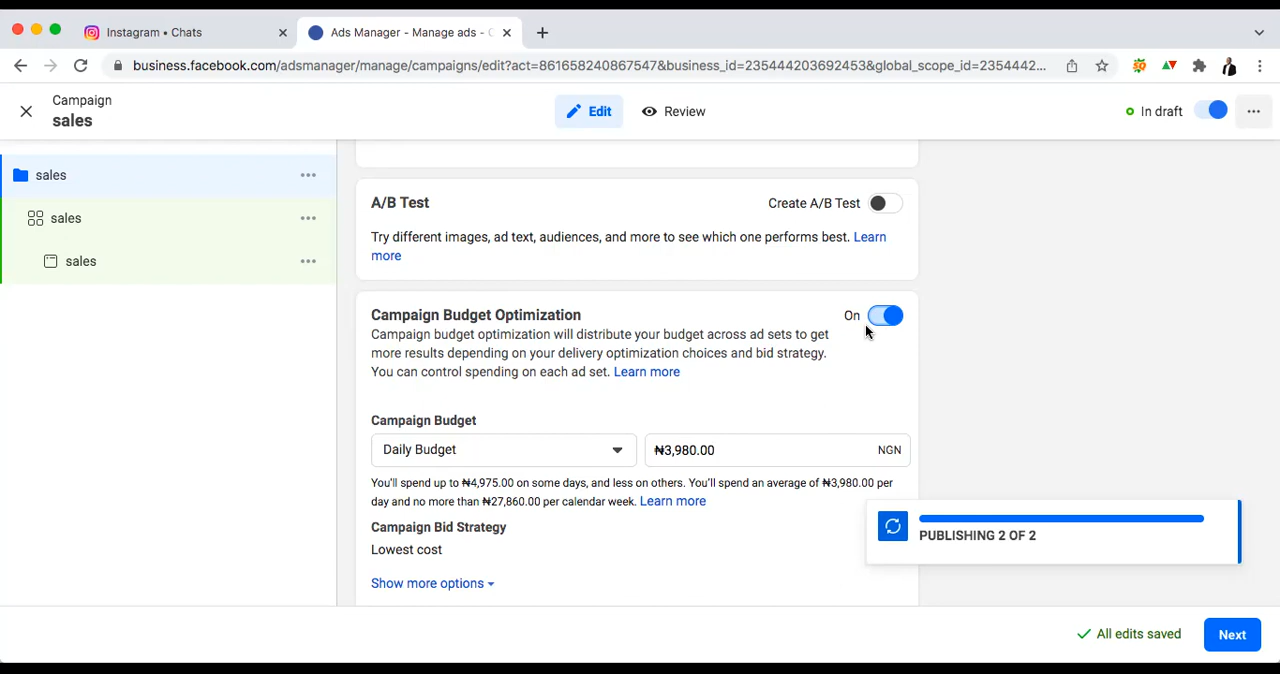 Instagram • Chats
Ads Manager - Manage ads - C
business.facebook.com/adsmanager/manage/campaigns/edit?act=861658240867547&business_id=235444203692453&global_scope_id=2354442...
Campaign
sales
Edit
Review
In draft
sales
sales
sales
A/B Test
Create A/B Test
Try different images, ad text, audiences, and more to see which one performs best. Learn
more
Campaign Budget Optimization
On
Campaign budget optimization will distribute your budget across ad sets to get
more results depending on your delivery optimization choices and bid strategy.
You can control spending on each ad set. Learn more
Campaign Budget
Daily Budget
₦3,980.00
NGN
You'll spend up to ₦4,975.00 on some days, and less on others. You'll spend an average of ₦3,980.00 per
day and no more than ₦27,860.00 per calendar week. Learn more
Campaign Bid Strategy
Lowest cost
Show more options
PUBLISHING 2 OF 2
All edits saved
Next